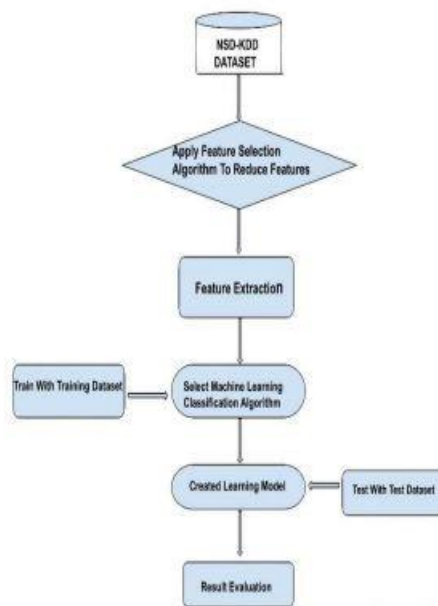 NSD-KDD
DATASET
Apply Feature Selection
Algorithm To Reduce Features
Feature Extraction
Train With Training Dataset
Select Machine Learning
Classification Algorithm
Created Learning Model
Test With Test Dataset
Result Evaluation